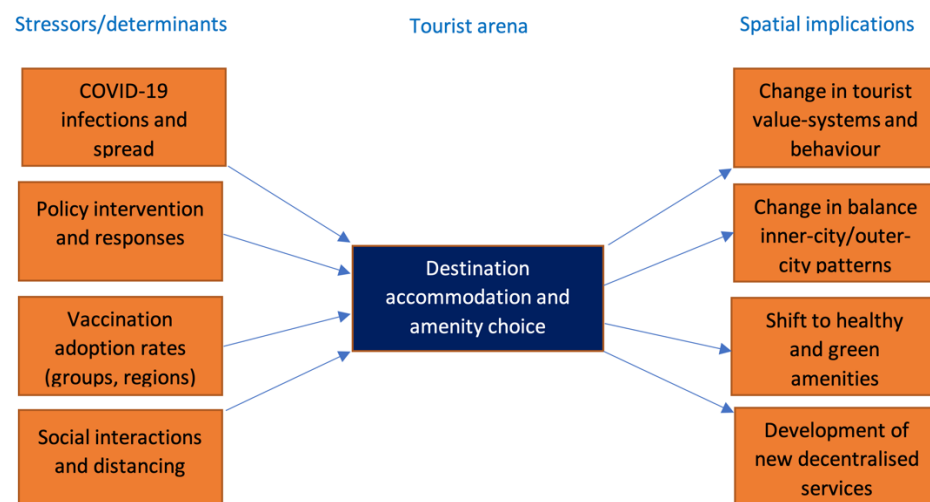 Stressors/determinants
Tourist arena
Spatial implications
COVID-19
infections and
spread
Policy intervention
and responses
Vaccination
adoption rates
(groups, regions)
Social interactions
and distancing
Destination
accommodation and
amenity choice
Change in tourist
value-systems and
behaviour
Change in balance
inner-city/outer-
city patterns
Shift to healthy
and green
amenities
Development of
new decentralised
services